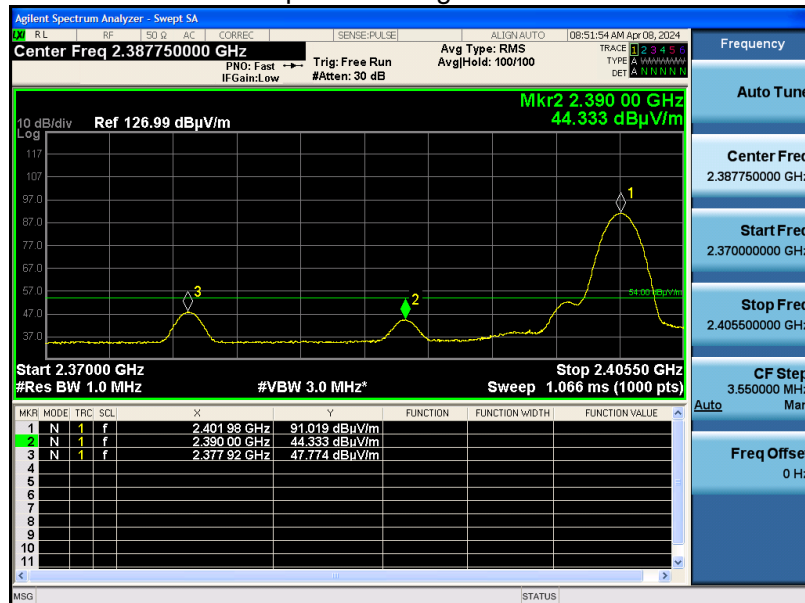 Agilent Spectrum Analyzer - Swept SA
LXI RL RF 50 Ω AC CORREC SENSE:PULSE ALIGN AUTO 08:51:54 AM Apr 08, 2024
Center Freq 2.387750000 GHz
PNO: Fast
IFGain:Low
Trig: Free Run
#Atten: 30 dB
Avg Type: RMS
Avg|Hold: 100/100
TRACE 1 2 3 4 5 6
TYPE A WWWWW
DET A N N N N N
Mkr2 2.390 00 GHz
44.333 dBµV/m
10 dB/div Ref 126.99 dBµV/m
Log
117
107
97.0
87.0
77.0
67.0
57.0
47.0
37.0
1
2
3
54.00 dBµV/m
Start 2.37000 GHz Stop 2.40550 GHz
#Res BW 1.0 MHz #VBW 3.0 MHz* Sweep 1.066 ms (1000 pts)
MKR MODE TRC SCL X Y FUNCTION FUNCTION WIDTH FUNCTION VALUE
1 N 1 f 2.401 98 GHz 91.019 dBµV/m
2 N 1 f 2.390 00 GHz 44.333 dBµV/m
3 N 1 f 2.377 92 GHz 47.774 dBµV/m
4
5
6
7
8
9
10
11
MSG STATUS
Frequency
Auto Tune
Center Freq
2.387750000 GHz
Start Freq
2.370000000 GHz
Stop Freq
2.405500000 GHz
CF Step
3.550000 MHz
Auto Man
Freq Offset
0 Hz